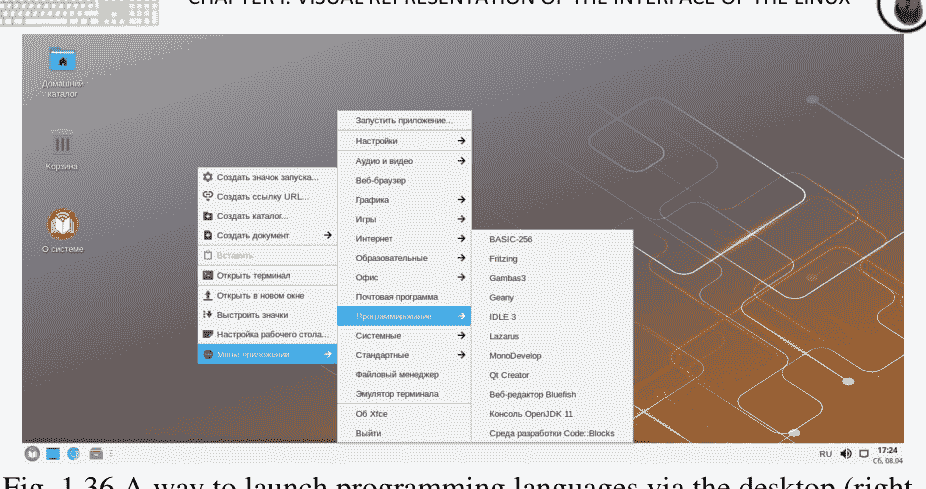 CHAPTER I. VISUAL REPRESENTATION OF THE INTERFACE OF THE LINUX
Домашний
каталог
Корзина
О системе
Создать значок запуска...
Создать ссылку URL...
Создать каталог...
Создать документ
Вставить
Открыть терминал
Открыть в новом окне
Выстроить значки
Настройка рабочего стола...
Меню приложений
Запустить приложение...
Настройки
Аудио и видео
Веб-браузер
Графика
Игры
Интернет
Образовательные
Офис
Почтовая программа
Программирование
Системные
Стандартные
Файловый менеджер
Эмулятор терминала
Об Xfce
Выйти
BASIC-256
Fritzing
Gambas3
Geany
IDLE 3
Lazarus
MonoDevelop
Qt Creator
Веб-редактор Bluefish
Консоль OpenJDK 11
Среда разработки Code::Blocks
RU
17:24
Сб, 08.04
Fig. 1.36 A way to launch programming languages via the desktop (right